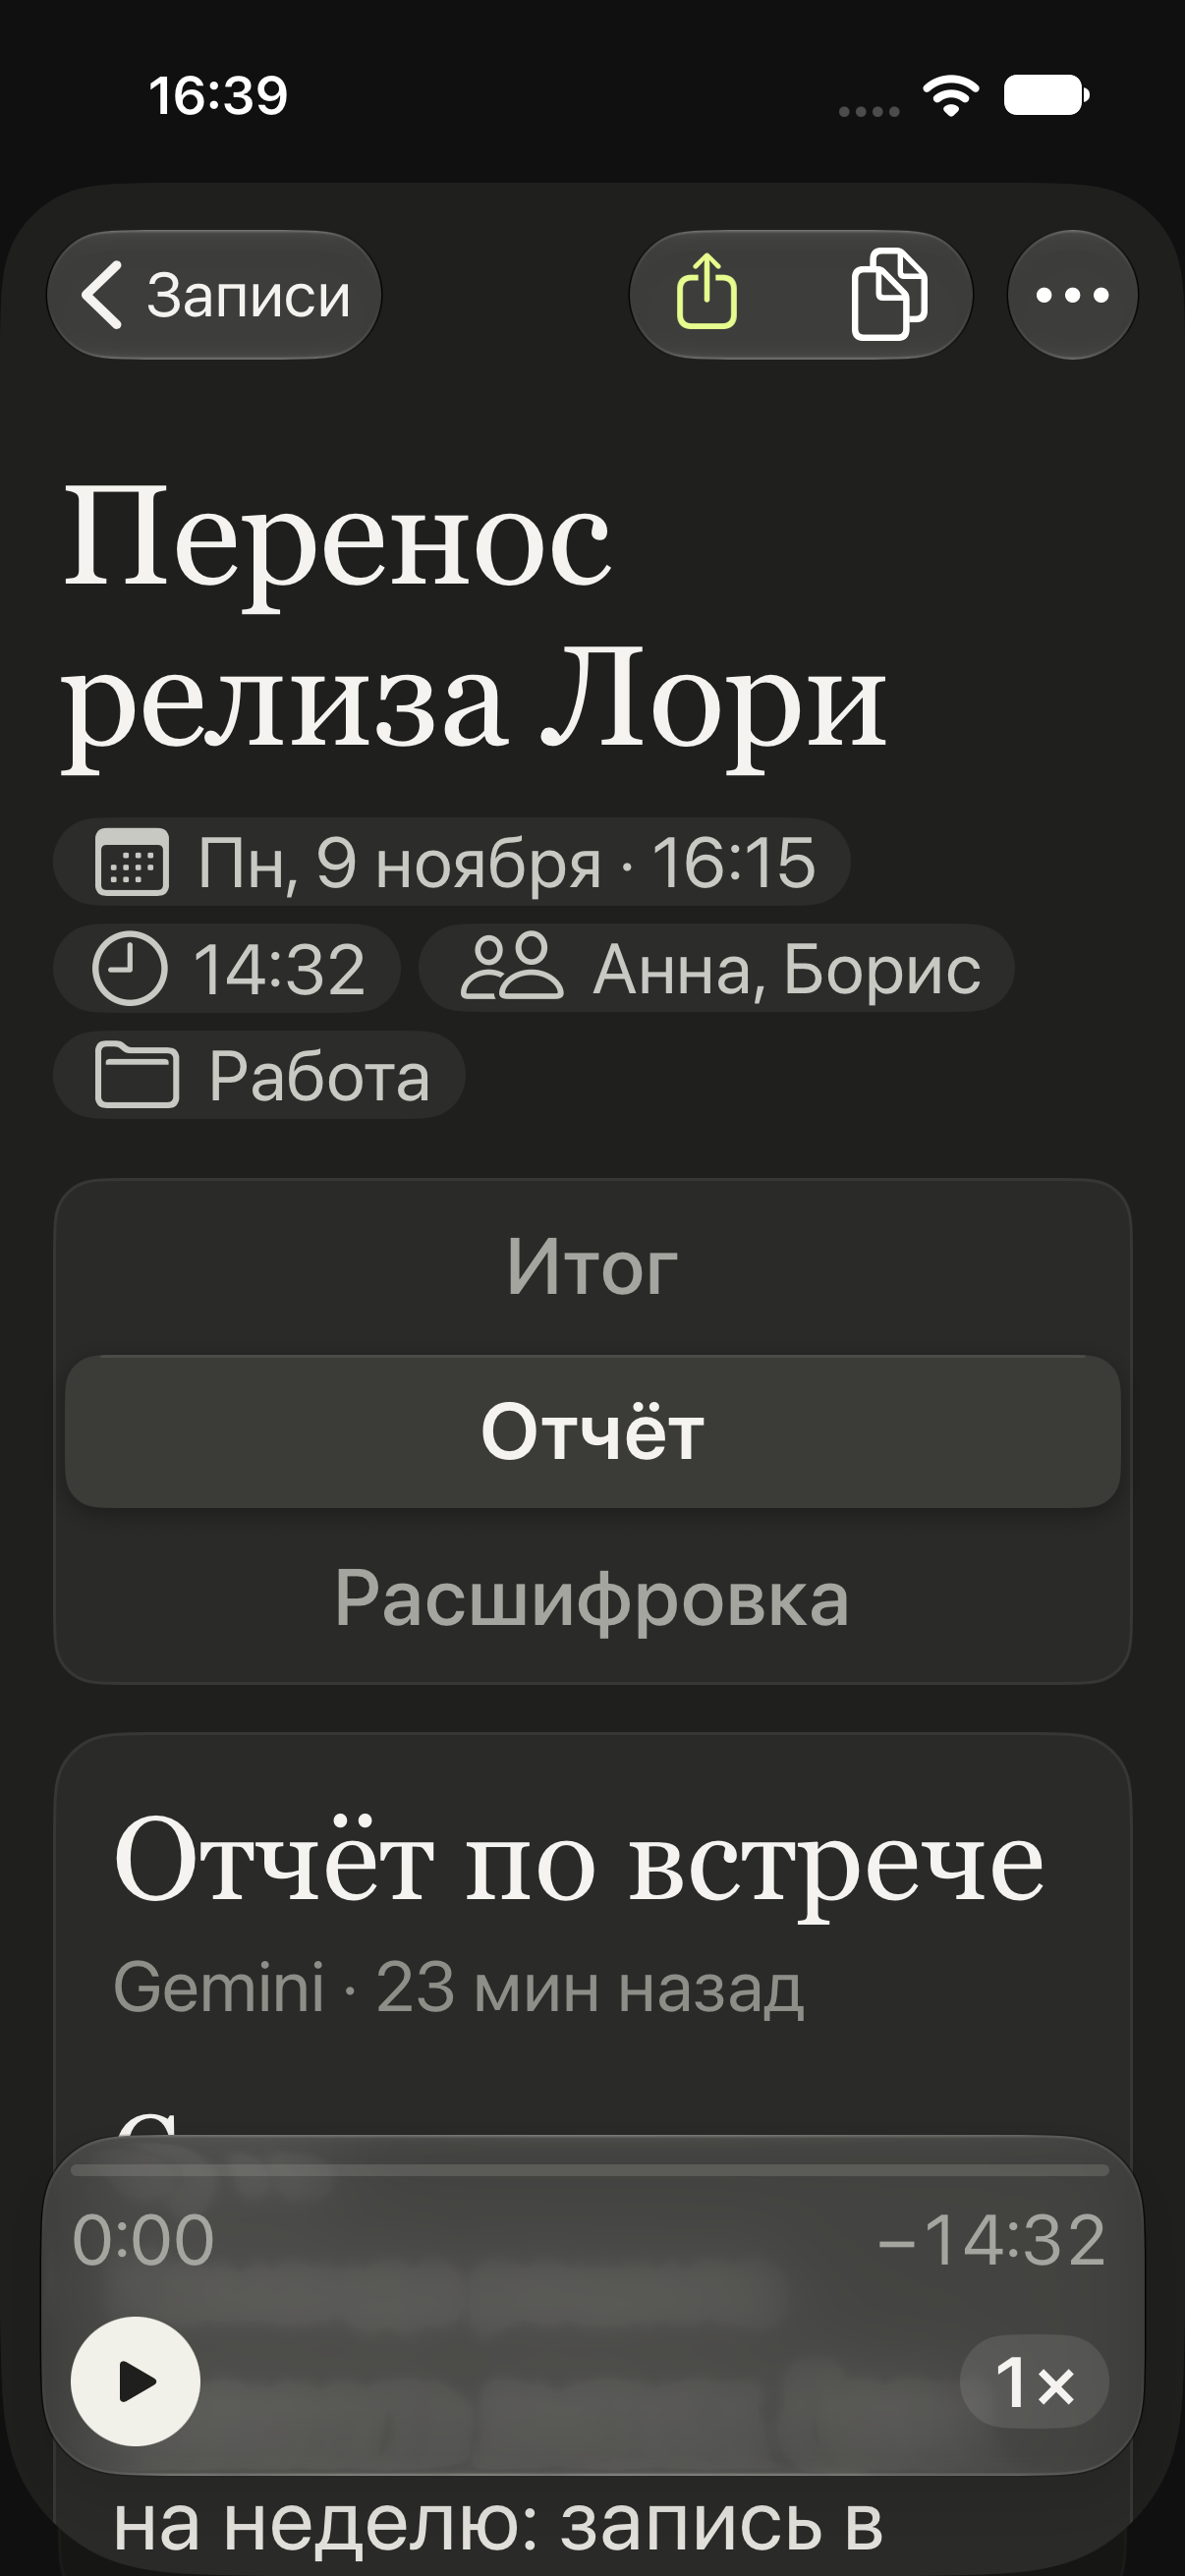 16:39
Записи
Перенос
релиза Лори
Пн, 9 ноября · 16:15
14:32
Анна, Борис
Работа
Итог
Отчёт
Расшифровка
Отчёт по встрече
Gemini · 23 мин назад
0:00
−14:32
1×
на неделю: запись в